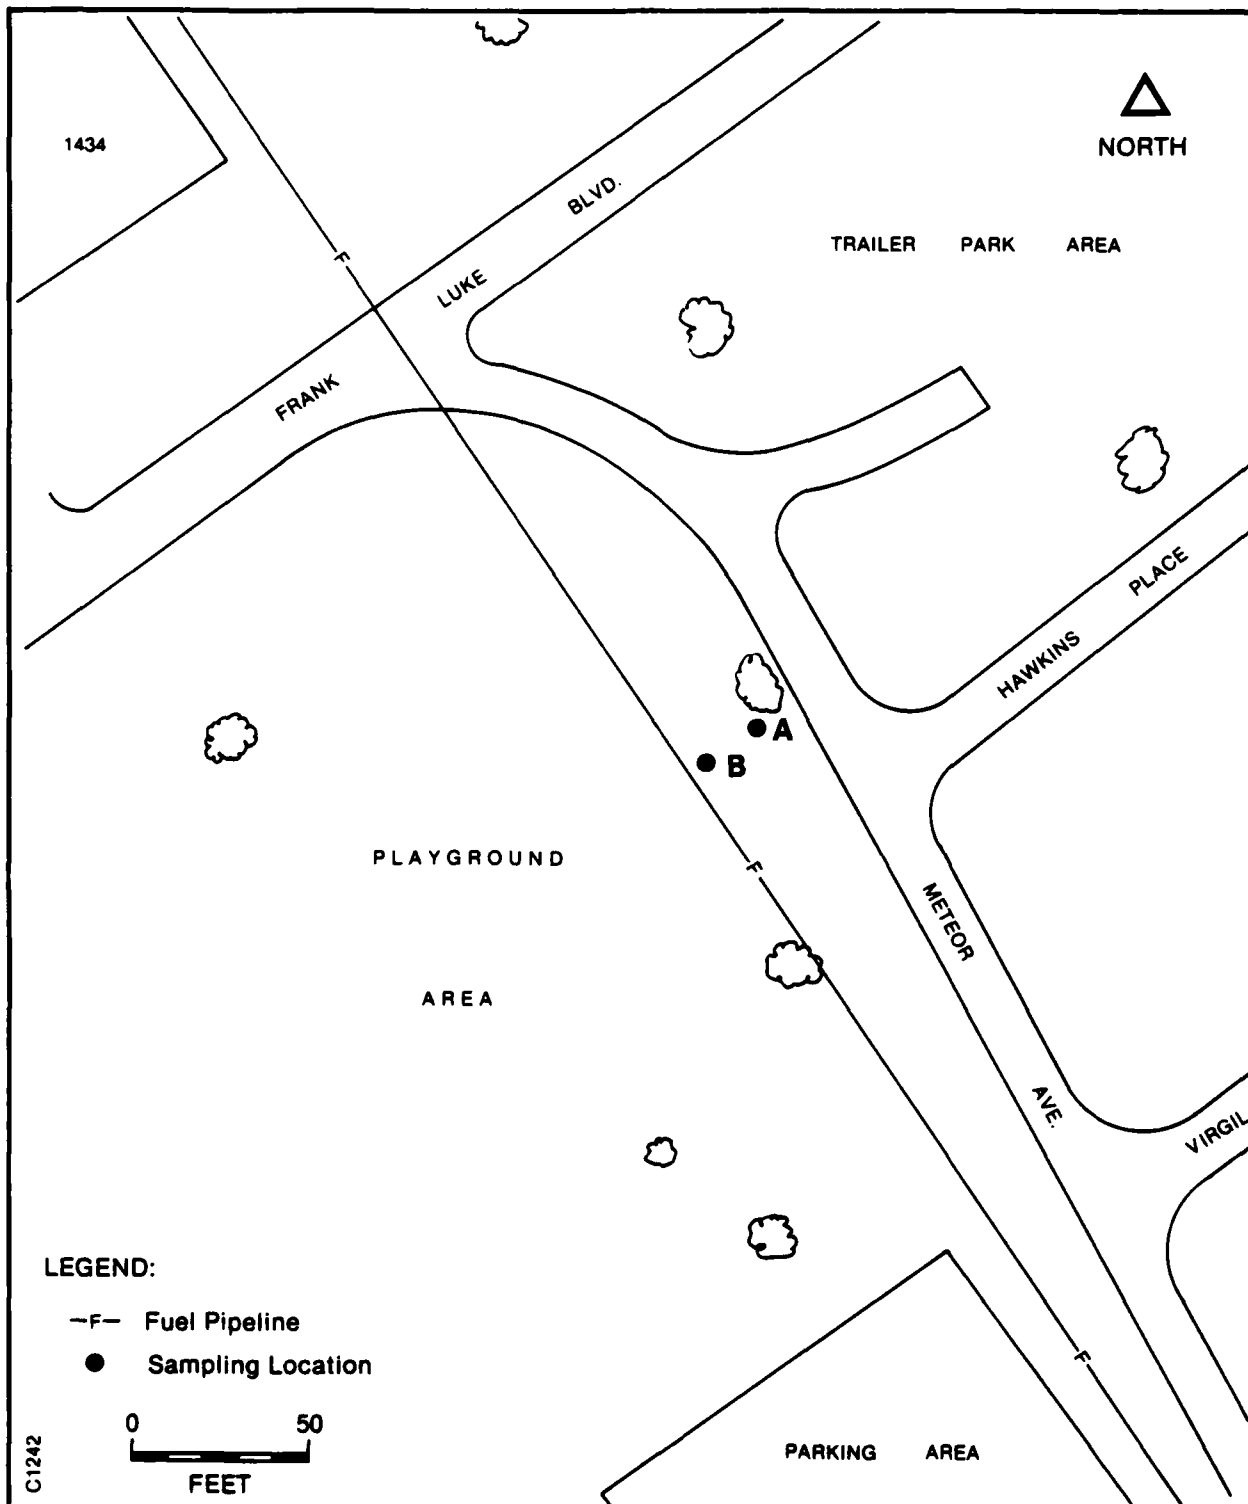 1434
NORTH
BLVD.
TRAILER PARK AREA
LUKE
FRANK
PLACE
HAWKINS
A
B
F
PLAYGROUND
F
METEOR
AREA
AVE.
VIRGIL
LEGEND:
—F— Fuel Pipeline
Sampling Location
F
0 50
FEET
PARKING AREA
C1242